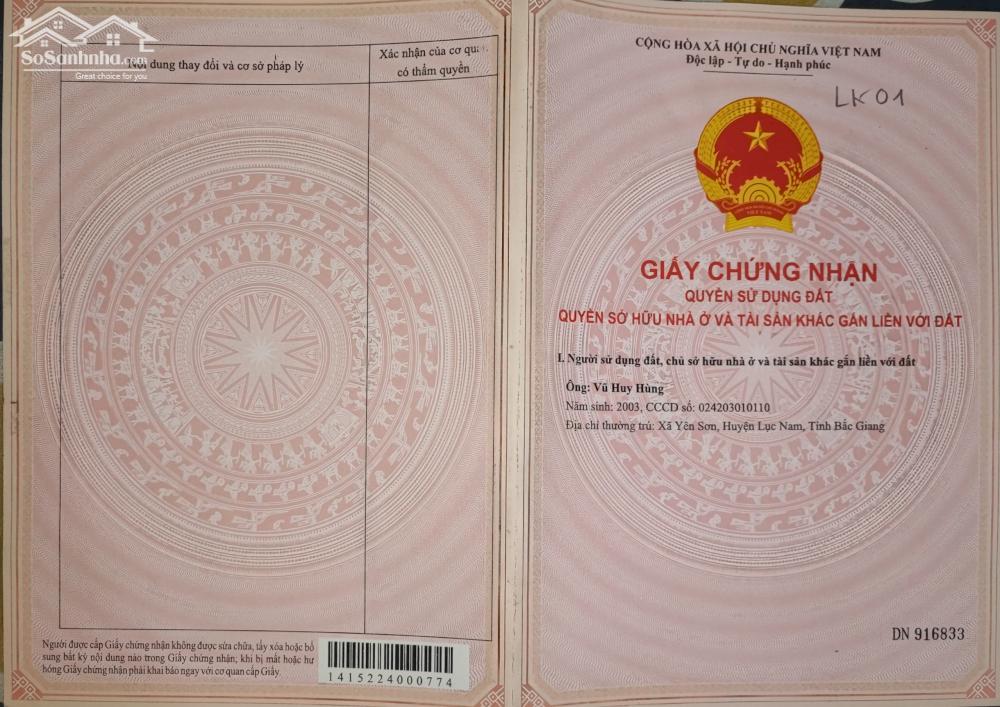 SoSanhnha.com
Great choice for you
Nội dung thay đổi và cơ sở pháp lý
Xác nhận của cơ quan
có thẩm quyền
Người được cấp Giấy chứng nhận không được sửa chữa, tẩy xóa hoặc bổ
sung bất kỳ nội dung nào trong Giấy chứng nhận; khi bị mất hoặc hư
hỏng Giấy chứng nhận phải khai báo ngay với cơ quan cấp Giấy.
1415224000774
CỘNG HÒA XÃ HỘI CHỦ NGHĨA VIỆT NAM
Độc lập - Tự do - Hạnh phúc
LK01
VIỆT NAM
GIẤY CHỨNG NHẬN
QUYỀN SỬ DỤNG ĐẤT
QUYỀN SỞ HỮU NHÀ Ở VÀ TÀI SẢN KHÁC GẮN LIỀN VỚI ĐẤT
I. Người sử dụng đất, chủ sở hữu nhà ở và tài sản khác gắn liền với đất
Ông: Vũ Huy Hùng
Năm sinh: 2003, CCCD số: 024203010110
Địa chỉ thường trú: Xã Yên Sơn, Huyện Lục Nam, Tỉnh Bắc Giang
DN 916833